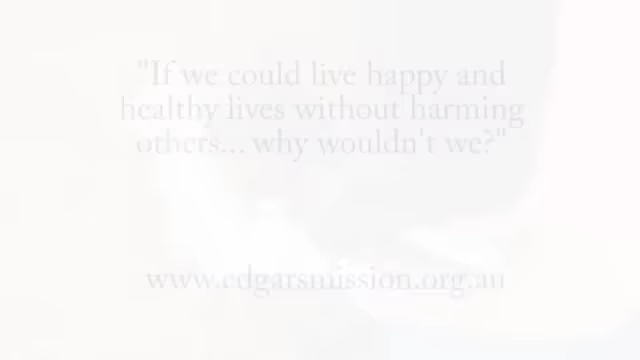 "If we could live happy and
healthy lives without harming
others... why wouldn't we?"
www.edgarsmission.org.au